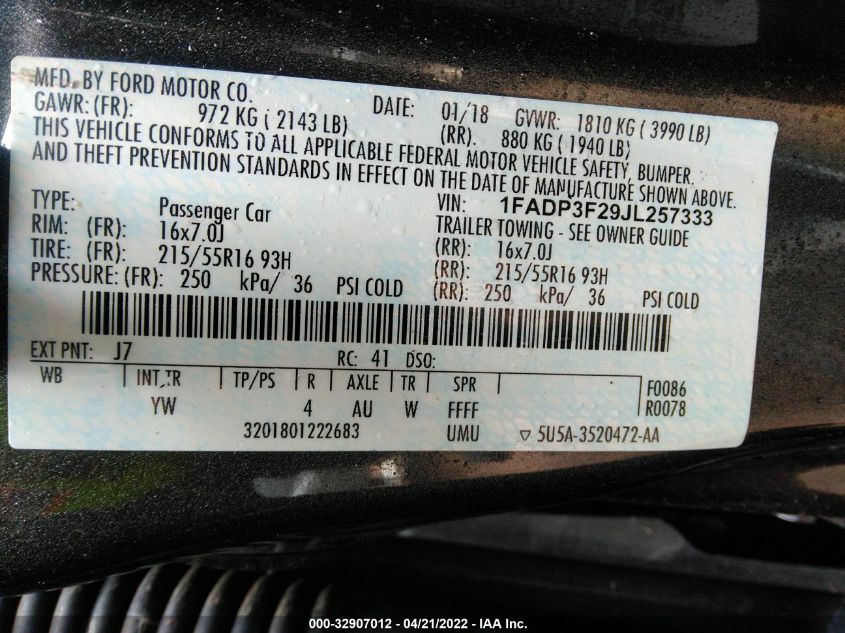 MFD. BY FORD MOTOR CO.
DATE: 01/18 GVWR: 1810 KG ( 3990 LB)
GAWR: (FR): 972 KG ( 2143 LB) (RR). 880 KG ( 1940 LB)
THIS VEHICLE CONFORMS TO ALL APPLICABLE FEDERAL MOTOR VEHICLE SAFETY, BUMPER,
AND THEFT PREVENTION STANDARDS IN EFFECT ON THE DATE OF MANUFACTURE SHOWN ABOVE.
TYPE: Passenger Car VIN: 1FADP3F29JL257333
TRAILER TOWING - SEE OWNER GUIDE
RIM: (FR): 16x7.0J (RR): 16x7.0J
TIRE: (FR): 215/55R16 93H (RR): 215/55R16 93H
PRESSURE: (FR): 250 kPa/ 36 PSI COLD (RR): 250 kPa/ 36 PSI COLD
EXT PNT: J7 RC: 41 DSO:
WB INT TR TP/PS R AXLE TR SPR F0086
YW 4 AU W FFFF R0078
3201801222683 UMU ▽ 5U5A-3520472-AA
000-32907012 - 04/21/2022 - IAA Inc.